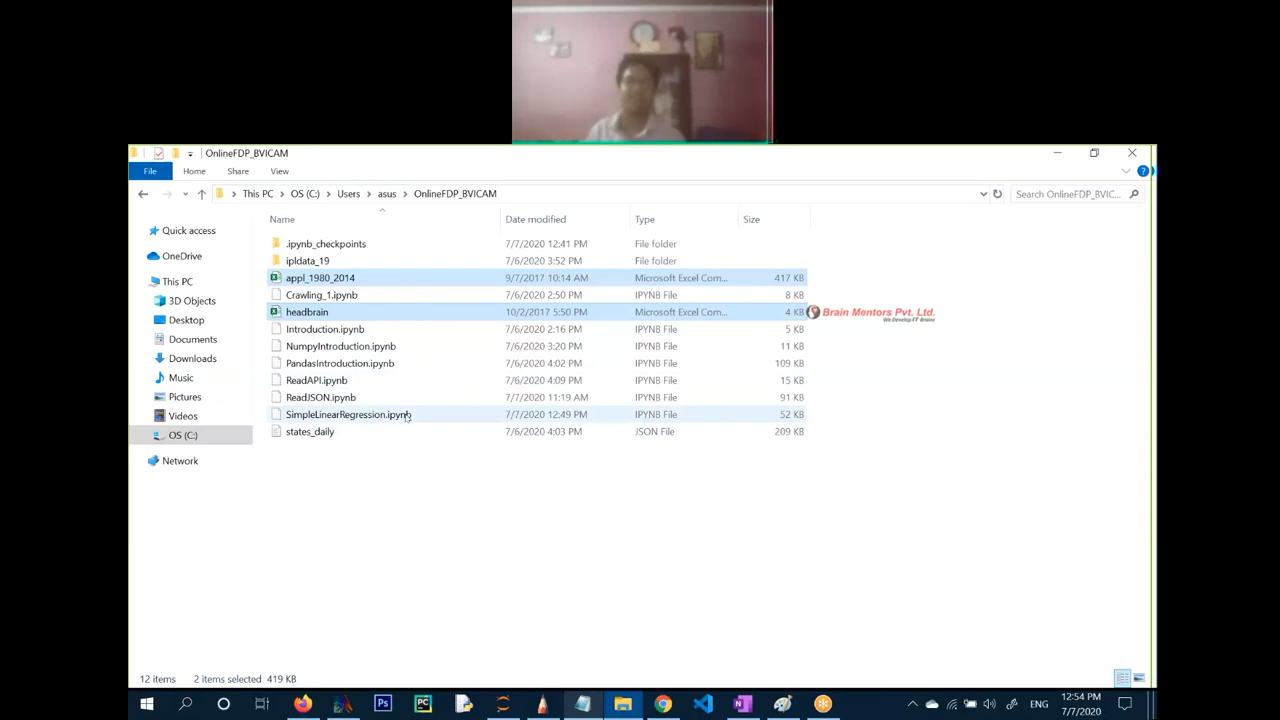 OnlineFDP_BVICAM
File Home Share View
This PC OS (C:) Users asus OnlineFDP_BVICAM Search OnlineFDP_BVIC...
Name Date modified Type Size
Quick access
OneDrive
This PC
3D Objects
Desktop
Documents
Downloads
Music
Pictures
Videos
OS (C:)
Network
.ipynb_checkpoints 7/7/2020 12:41 PM File folder
ipldata_19 7/6/2020 3:52 PM File folder
appl_1980_2014 9/7/2017 10:14 AM Microsoft Excel Com... 417 KB
Crawling_1.ipynb 7/6/2020 2:50 PM IPYNB File 8 KB
headbrain 10/2/2017 5:50 PM Microsoft Excel Com... 4 KB
Introduction.ipynb 7/6/2020 2:16 PM IPYNB File 5 KB
NumpyIntroduction.ipynb 7/6/2020 3:20 PM IPYNB File 11 KB
PandasIntroduction.ipynb 7/6/2020 4:02 PM IPYNB File 109 KB
ReadAPI.ipynb 7/6/2020 4:09 PM IPYNB File 15 KB
ReadJSON.ipynb 7/7/2020 11:19 AM IPYNB File 91 KB
SimpleLinearRegression.ipynb 7/7/2020 12:49 PM IPYNB File 52 KB
states_daily 7/6/2020 4:03 PM JSON File 209 KB
Brain Mentors Pvt. Ltd.
We Develop IT Brains
12 items 2 items selected 419 KB
Ps PC
ENG
12:54 PM
7/7/2020